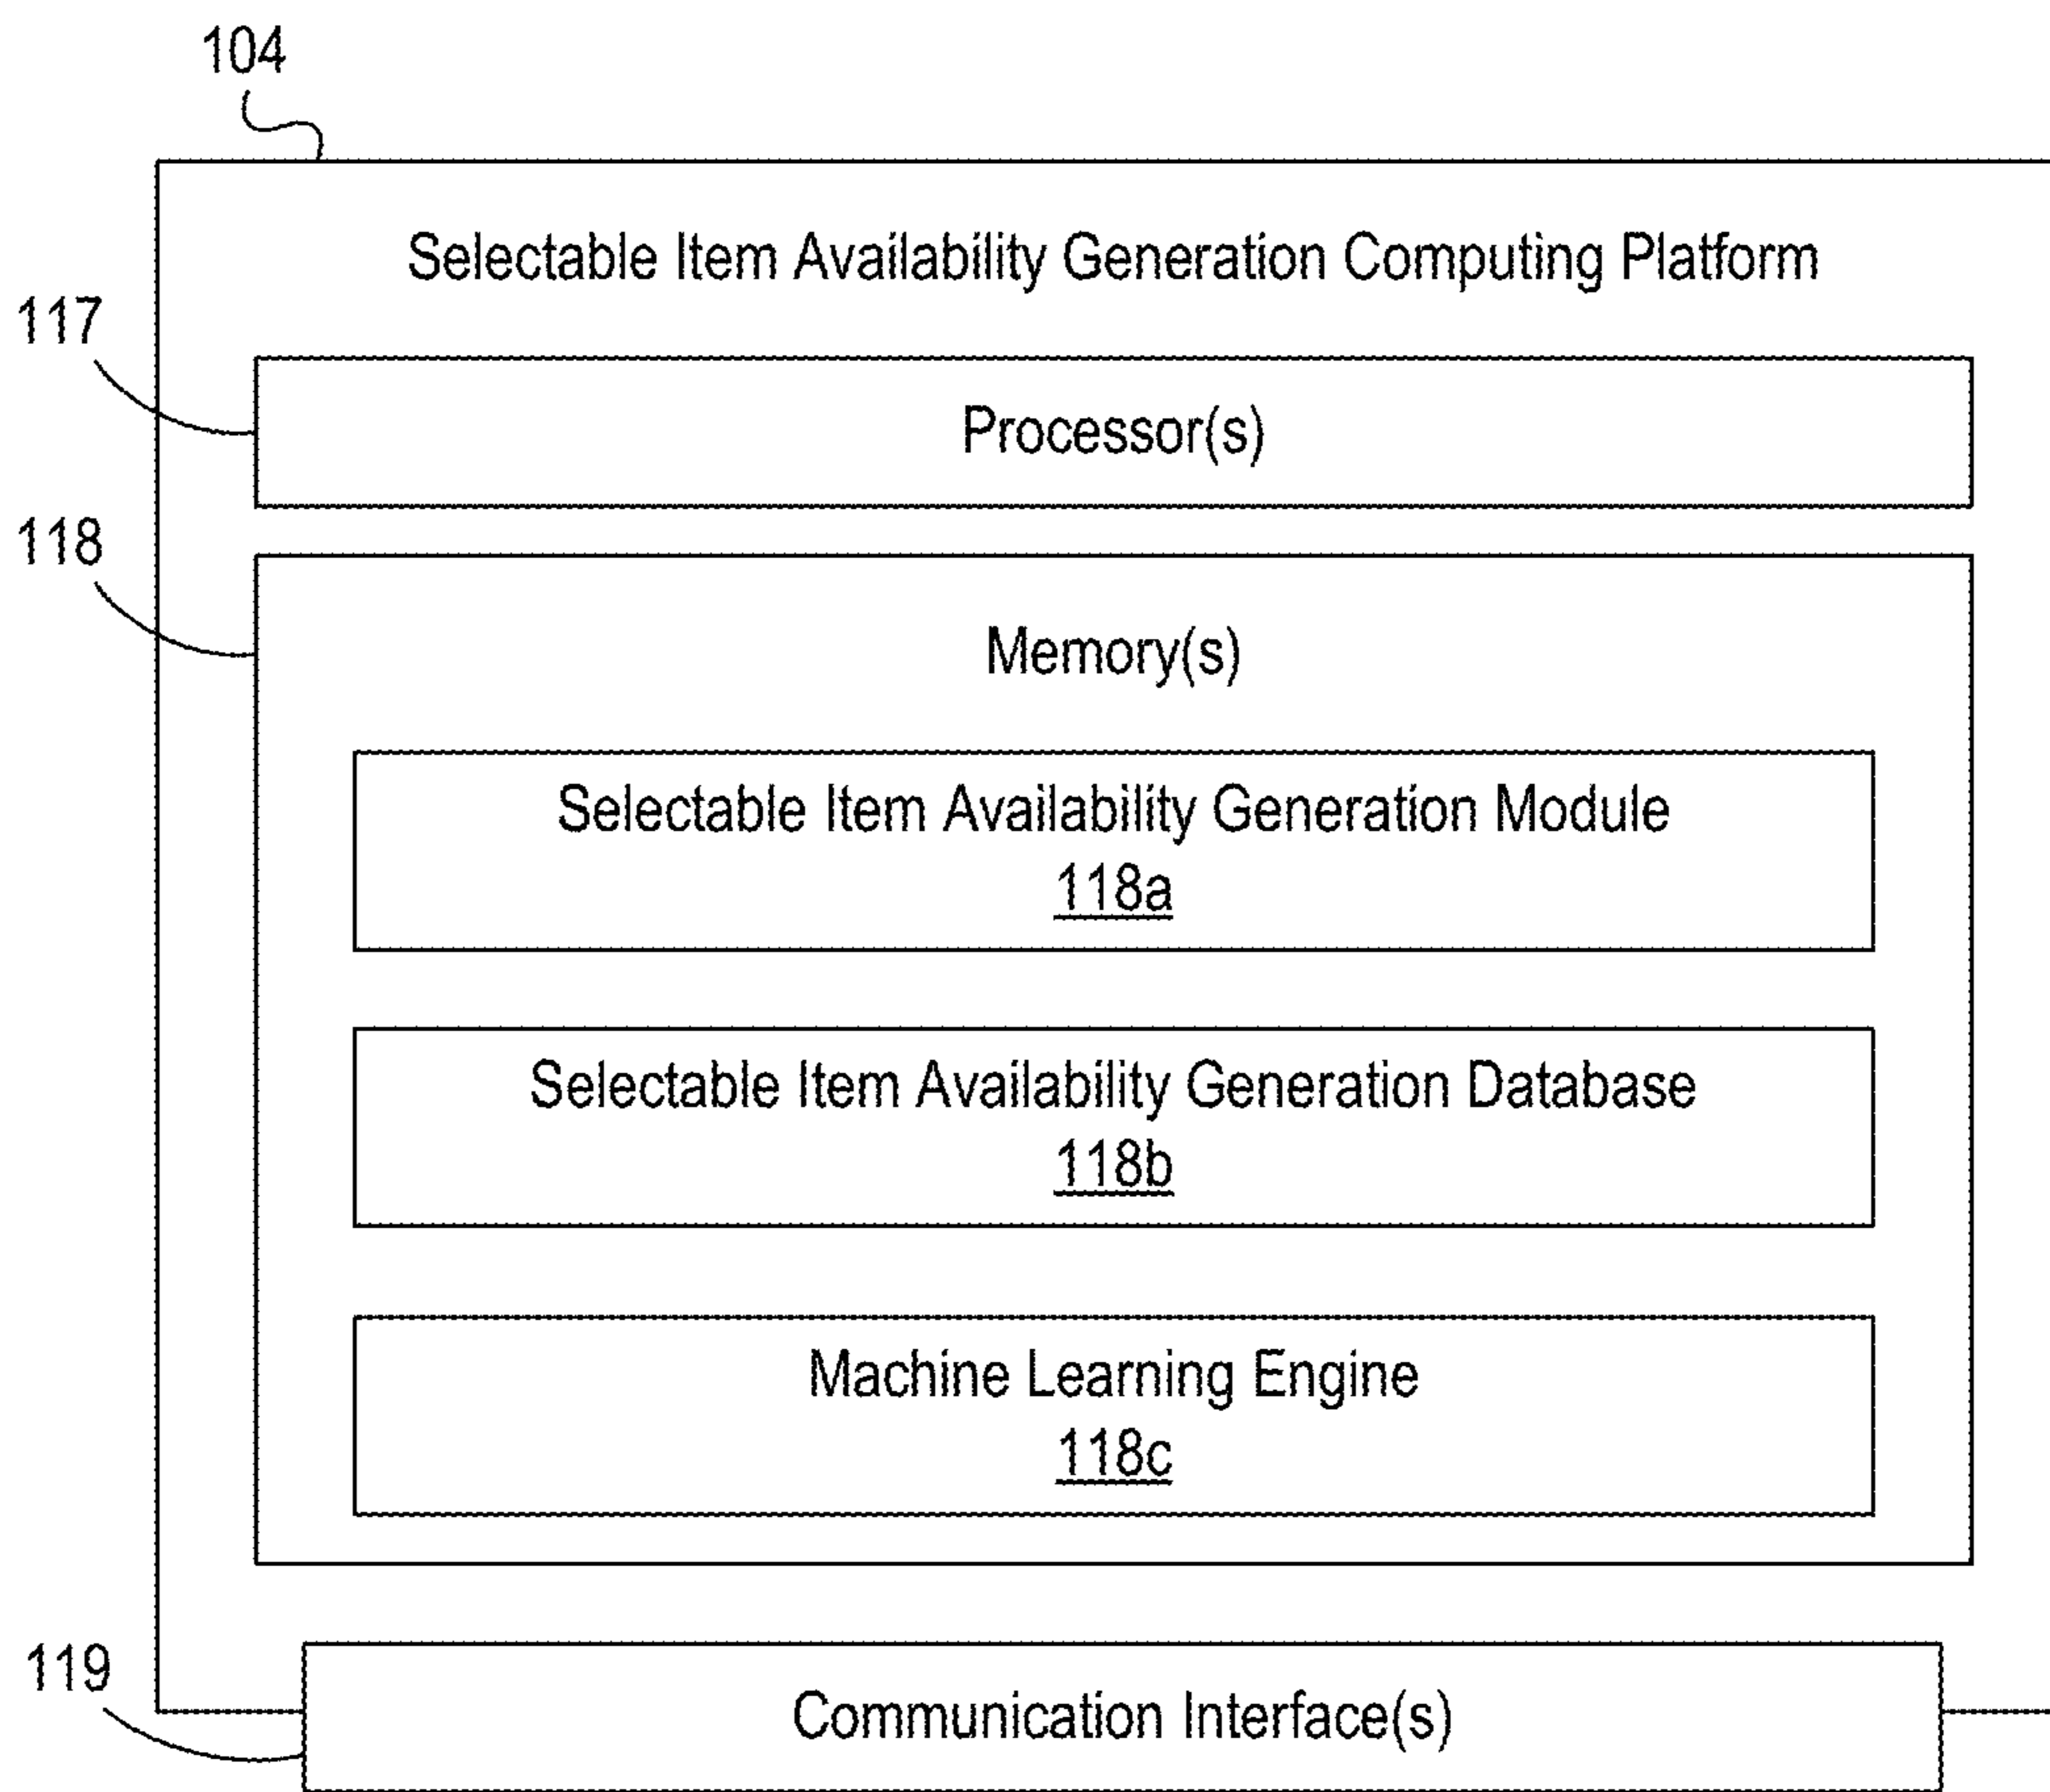 104
Selectable Item Availability Generation Computing Platform
117
Processor(s)
118
Memory(s)
Selectable Item Availability Generation Module
118a
Selectable Item Availability Generation Database
118b
Machine Learning Engine
118c
119
Communication Interface(s)